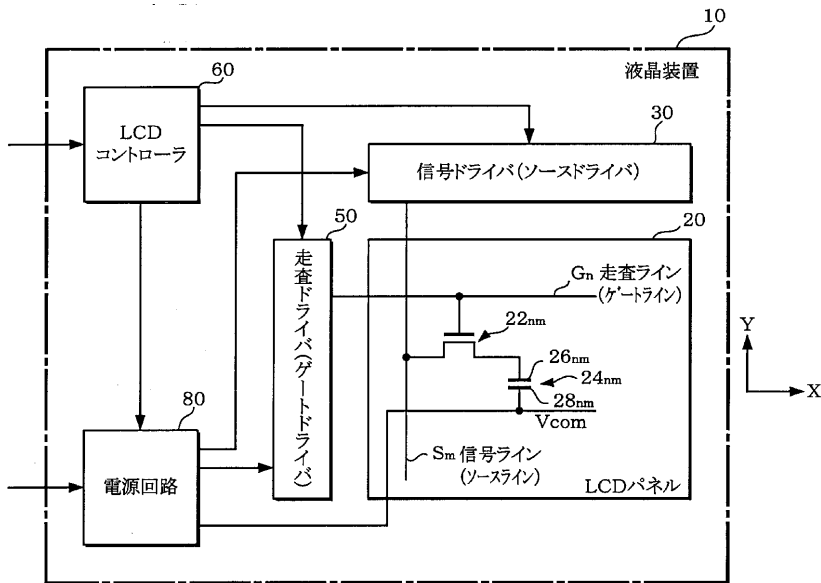 10
液晶装置
60
LCD
コントローラ
30
信号ドライバ(ソースドライバ)
50
走査ドライバ(ゲートドライバ)
20
Gn 走査ライン
(ゲートライン)
22nm
26nm
24nm
28nm
Vcom
Sm 信号ライン
(ソースライン)
LCDパネル
80
電源回路
Y
X